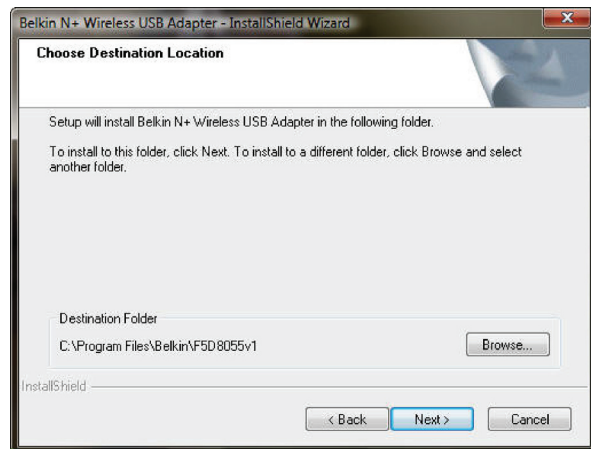 Belkin N+ Wireless USB Adapter - InstallShield Wizard
Choose Destination Location
Setup will install Belkin N+ Wireless USB Adapter in the following folder.
To install to this folder, click Next. To install to a different folder, click Browse and select
another folder.
Destination Folder
C:\Program Files\Belkin\F5D8055v1
Browse...
InstallShield
< Back
Next >
Cancel